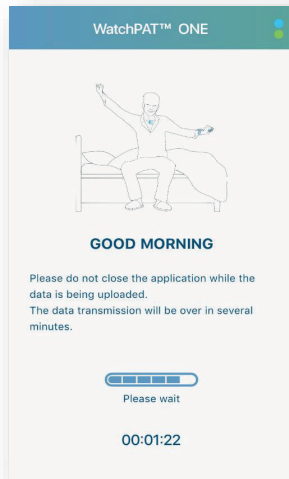 WatchPAT™ ONE
GOOD MORNING
Please do not close the application while the
data is being uploaded.
The data transmission will be over in several
minutes.
Please wait
00:01:22